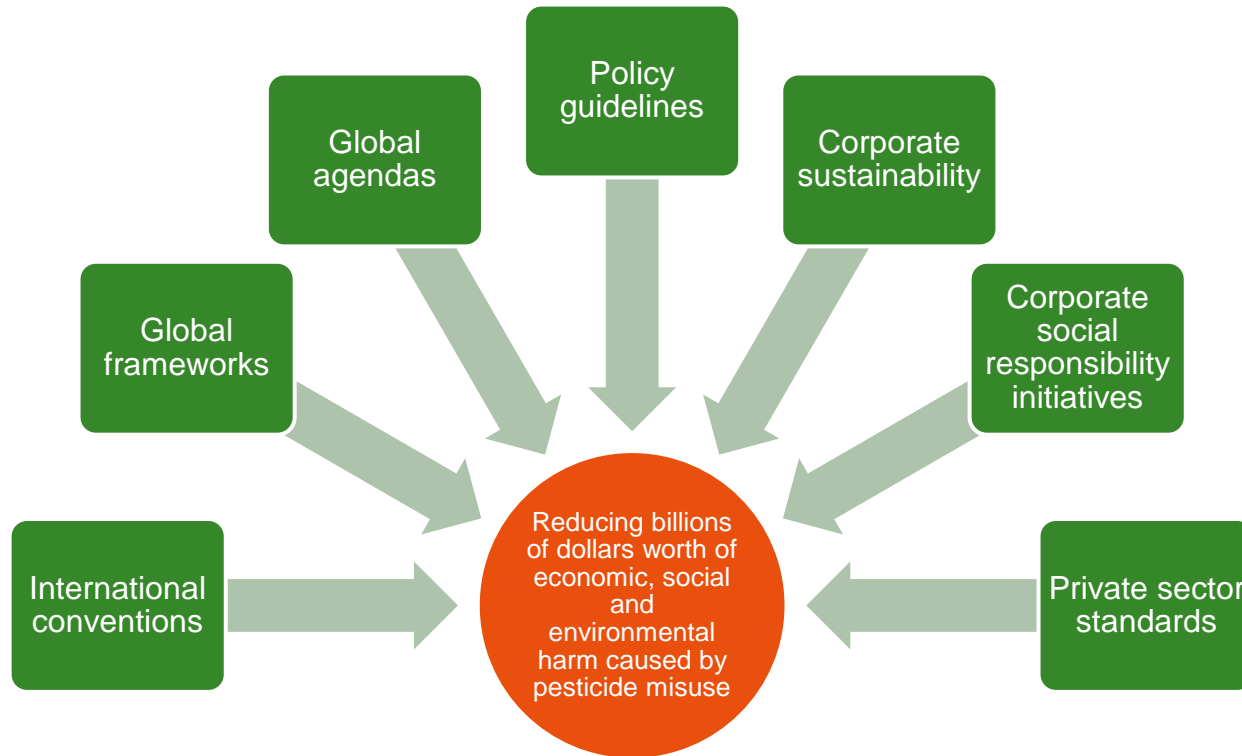 Policy
guidelines
Global
agendas
Corporate
sustainability
Global
frameworks
Corporate
social
responsibility
initiatives
International
conventions
Reducing billions
of dollars worth of
economic, social
and
environmental
harm caused by
pesticide misuse
Private sector
standards